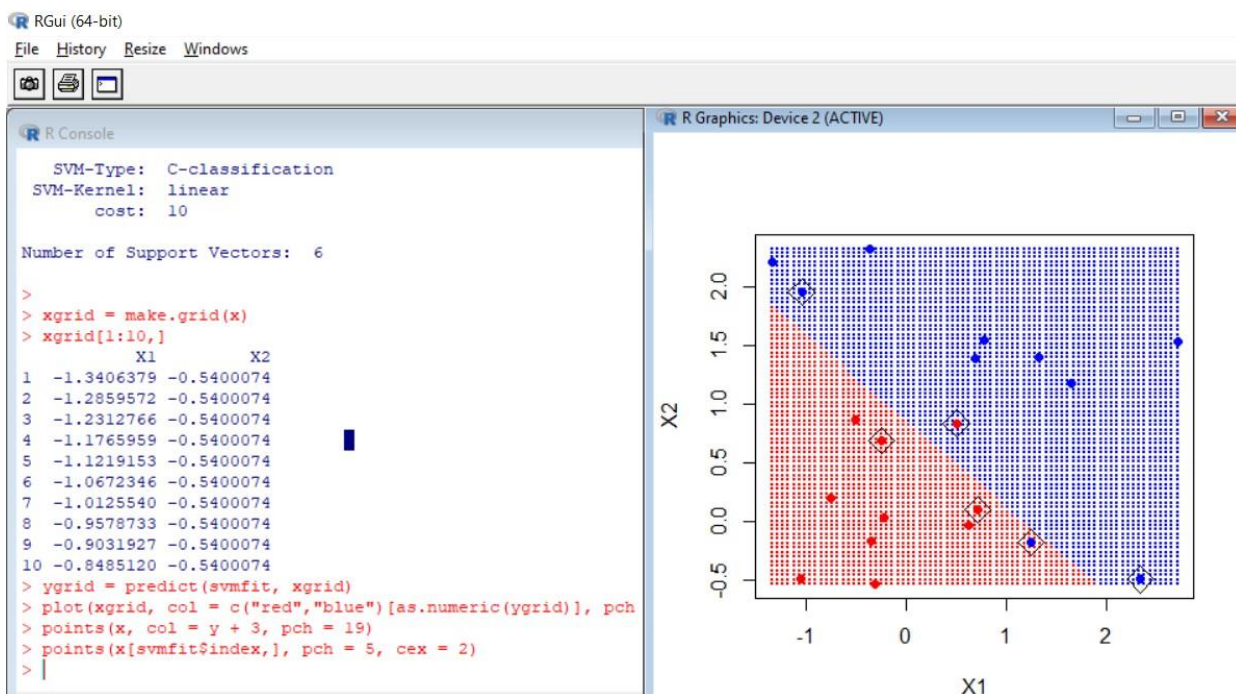 RGui (64-bit)
File History Resize Windows
R Console
SVM-Type: C-classification
SVM-Kernel: linear
cost: 10
Number of Support Vectors: 6
>
> xgrid = make.grid(x)
> xgrid[1:10,]
X1 X2
1 -1.3406379 -0.5400074
2 -1.2859572 -0.5400074
3 -1.2312766 -0.5400074
4 -1.1765959 -0.5400074
5 -1.1219153 -0.5400074
6 -1.0672346 -0.5400074
7 -1.0125540 -0.5400074
8 -0.9578733 -0.5400074
9 -0.9031927 -0.5400074
10 -0.8485120 -0.5400074
> ygrid = predict(svmfit, xgrid)
> plot(xgrid, col = c("red","blue")[as.numeric(ygrid)], pch
> points(x, col = y + 3, pch = 19)
> points(x[svmfit$index,], pch = 5, cex = 2)
>
R Graphics: Device 2 (ACTIVE)
2.0
1.5
1.0
0.5
0.0
-0.5
X2
-1 0 1 2
X1